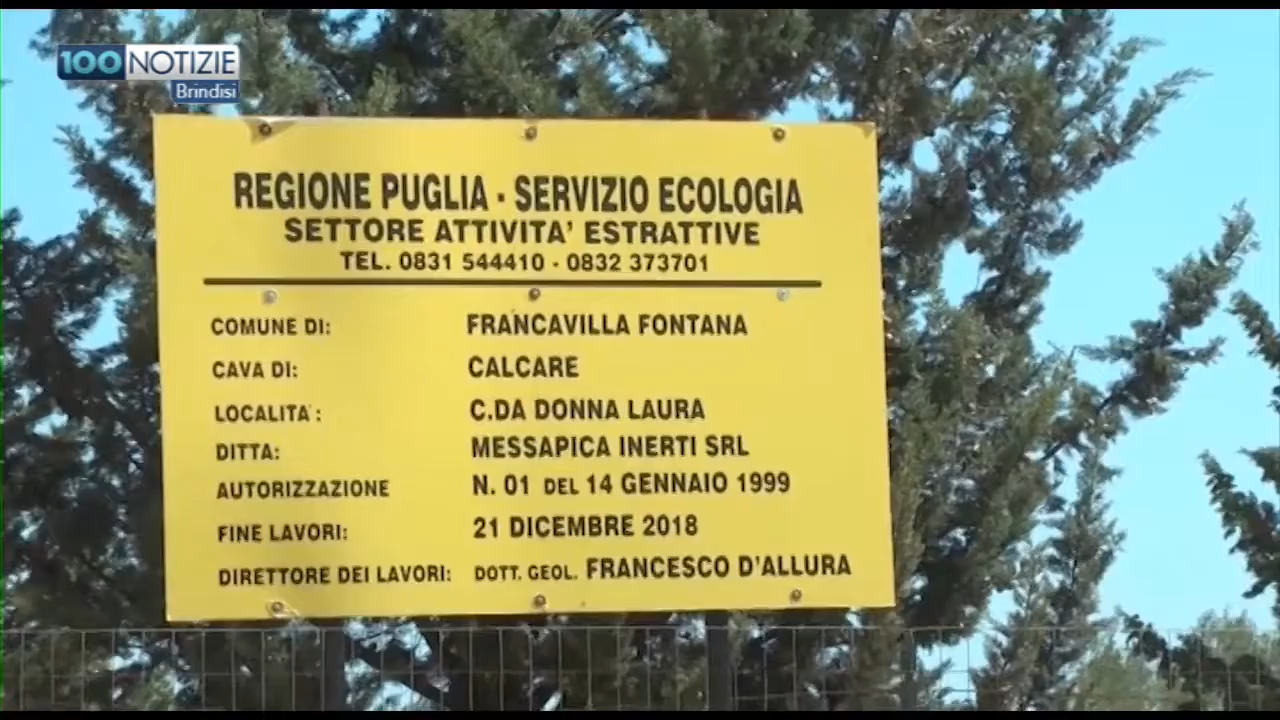 100 NOTIZIE
Brindisi
REGIONE PUGLIA - SERVIZIO ECOLOGIA
SETTORE ATTIVITA' ESTRATTIVE
TEL. 0831 544410 - 0832 373701
COMUNE DI: FRANCAVILLA FONTANA
CAVA DI: CALCARE
LOCALITA': C.DA DONNA LAURA
DITTA: MESSAPICA INERTI SRL
AUTORIZZAZIONE N. 01 DEL 14 GENNAIO 1999
FINE LAVORI: 21 DICEMBRE 2018
DIRETTORE DEI LAVORI: DOTT. GEOL. FRANCESCO D'ALLURA